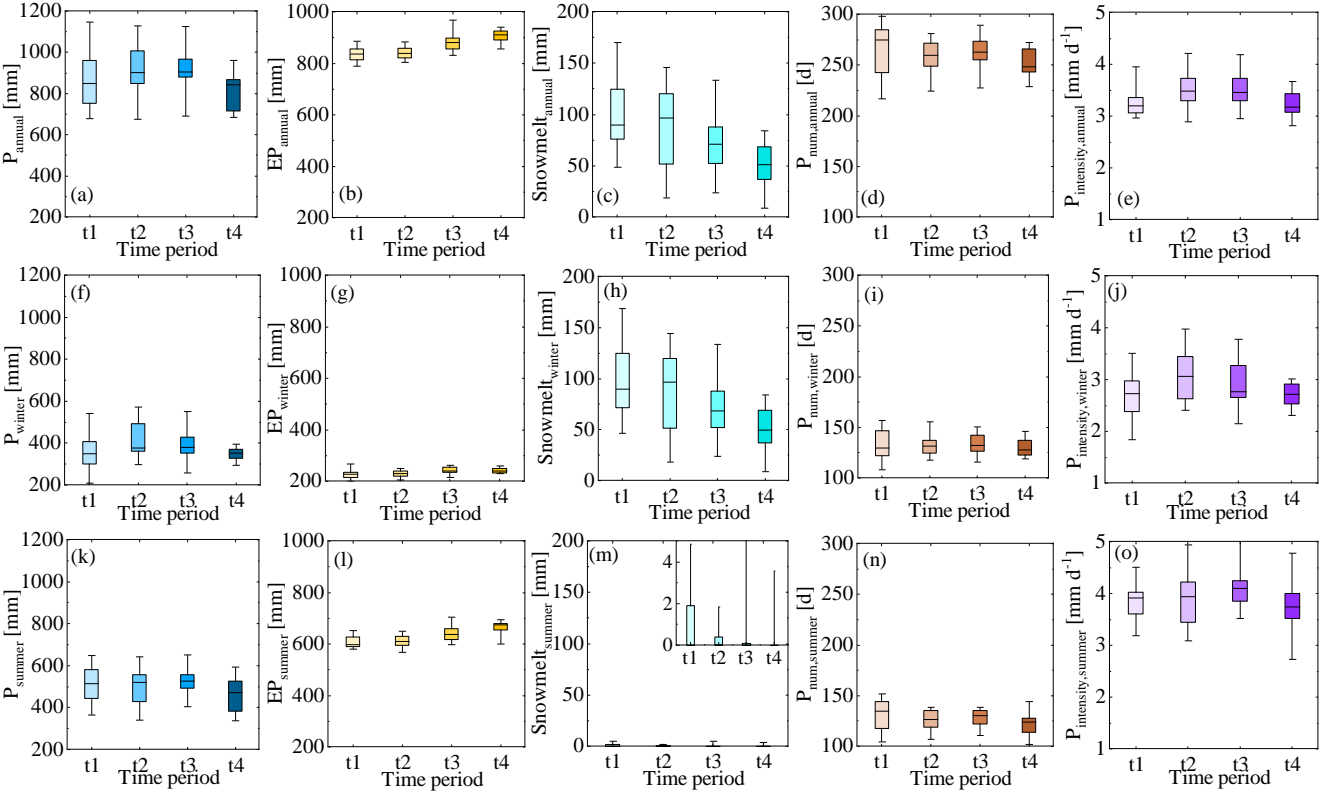 P_annual [mm]
1200
1000
800
600
400
200
(a)
t1 t2 t3 t4
Time period
EP_annual [mm]
1000
800
600
400
200
(b)
t1 t2 t3 t4
Time period
Snowmelt_annual [mm]
200
150
100
50
0
(c)
t1 t2 t3 t4
Time period
P_num,annual [d]
300
250
200
150
100
(d)
t1 t2 t3 t4
Time period
P_intensity,annual [mm d⁻¹]
5
4
3
2
1
(e)
t1 t2 t3 t4
Time period
P_winter [mm]
1200
1000
800
600
400
200
(f)
t1 t2 t3 t4
Time period
EP_winter [mm]
1000
800
600
400
200
(g)
t1 t2 t3 t4
Time period
Snowmelt_winter [mm]
200
150
100
50
0
(h)
t1 t2 t3 t4
Time period
P_num,winter [d]
300
250
200
150
100
(i)
t1 t2 t3 t4
Time period
P_intensity,winter [mm d⁻¹]
5
4
3
2
1
(j)
t1 t2 t3 t4
Time period
P_summer [mm]
1200
1000
800
600
400
200
(k)
t1 t2 t3 t4
Time period
EP_summer [mm]
1000
800
600
400
200
(l)
t1 t2 t3 t4
Time period
Snowmelt_summer [mm]
200
150
100
50
0
(m)
4
2
0
t1 t2 t3 t4
t1 t2 t3 t4
Time period
P_num,summer [d]
300
250
200
150
100
(n)
t1 t2 t3 t4
Time period
P_intensity,summer [mm d⁻¹]
5
4
3
2
1
(o)
t1 t2 t3 t4
Time period